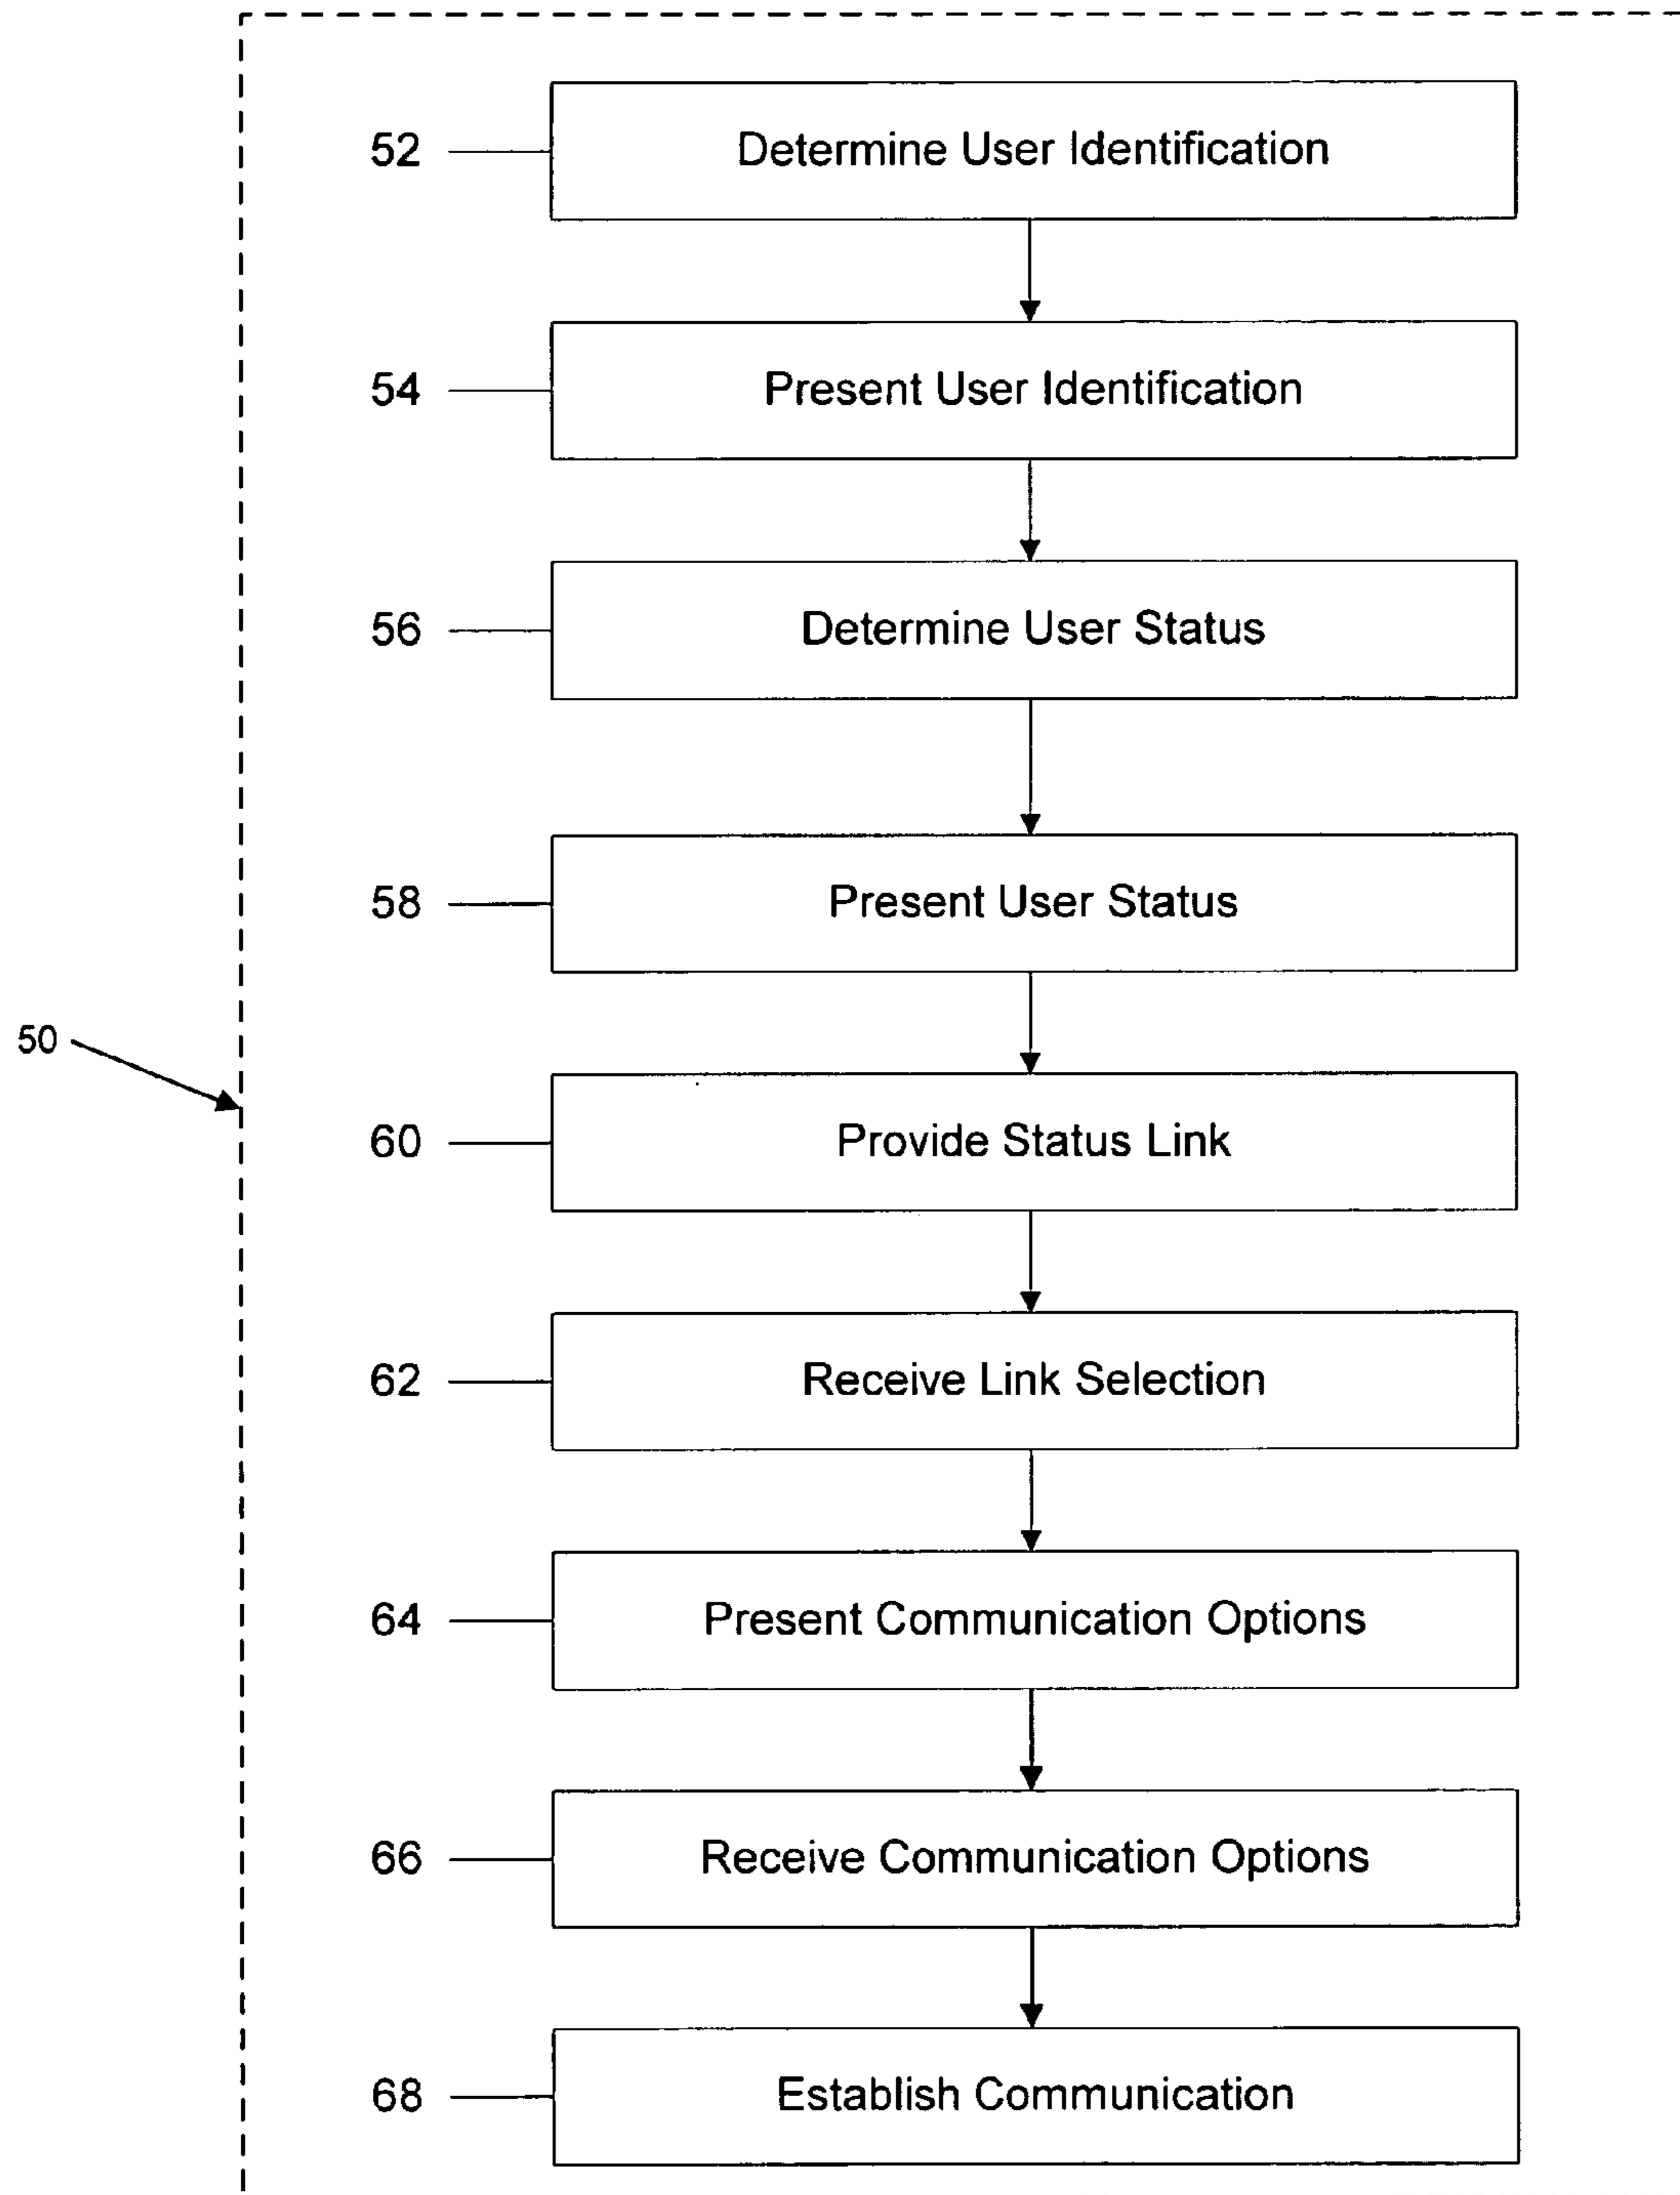 52 Determine User Identification
54 Present User Identification
56 Determine User Status
58 Present User Status
50
60 Provide Status Link
62 Receive Link Selection
64 Present Communication Options
66 Receive Communication Options
68 Establish Communication